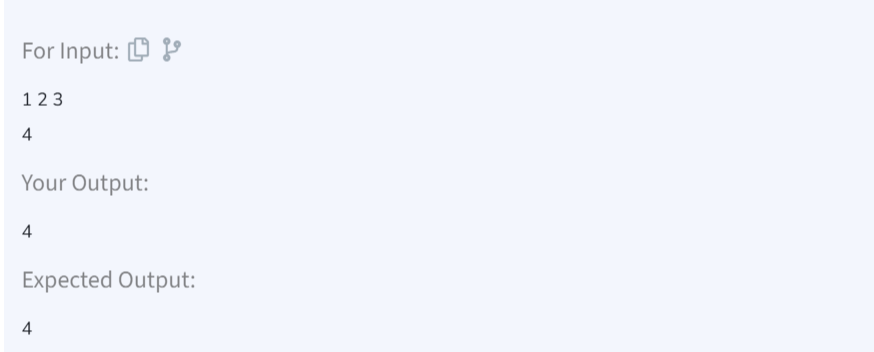 For Input:
1 2 3
4
Your Output:
4
Expected Output:
4